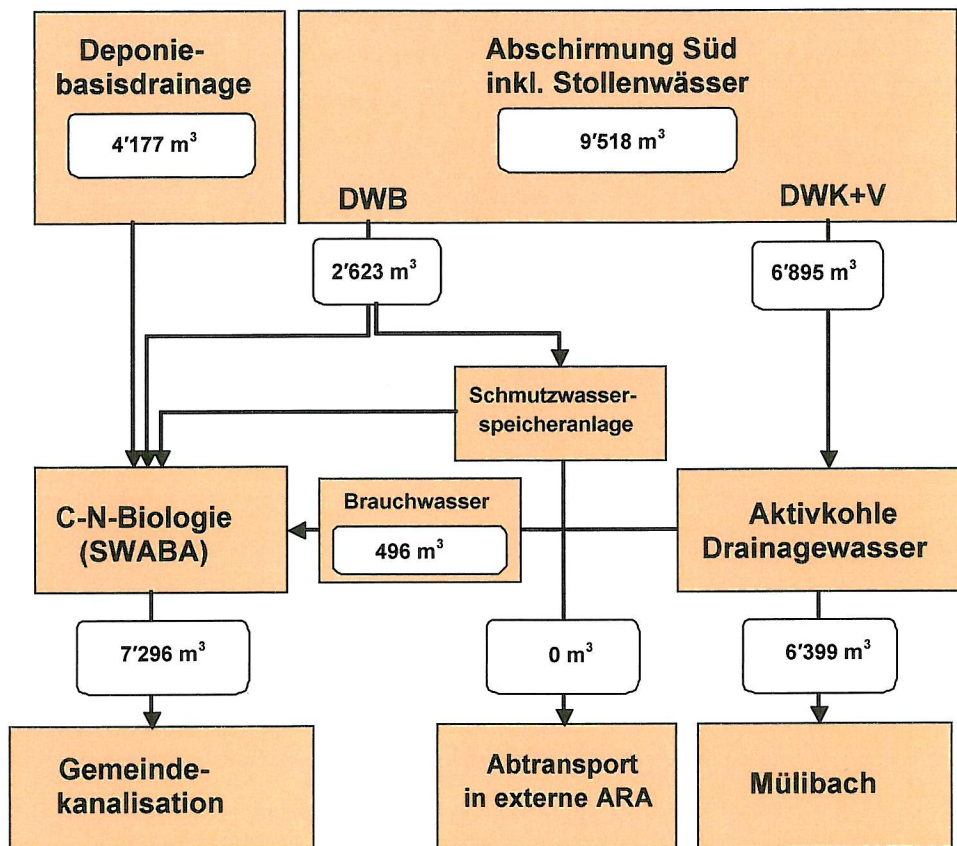 Deponie-
basisdrainage
4'177 m³
Abschirmung Süd
inkl. Stollenwässer
9'518 m³
DWB
DWK+V
2'623 m³
6'895 m³
Schmutzwasser-
speicheranlage
C-N-Biologie
(SWABA)
Brauchwasser
496 m³
Aktivkohle
Drainagewasser
7'296 m³
0 m³
6'399 m³
Gemeinde-
kanalisation
Abtransport
in externe ARA
Mülibach